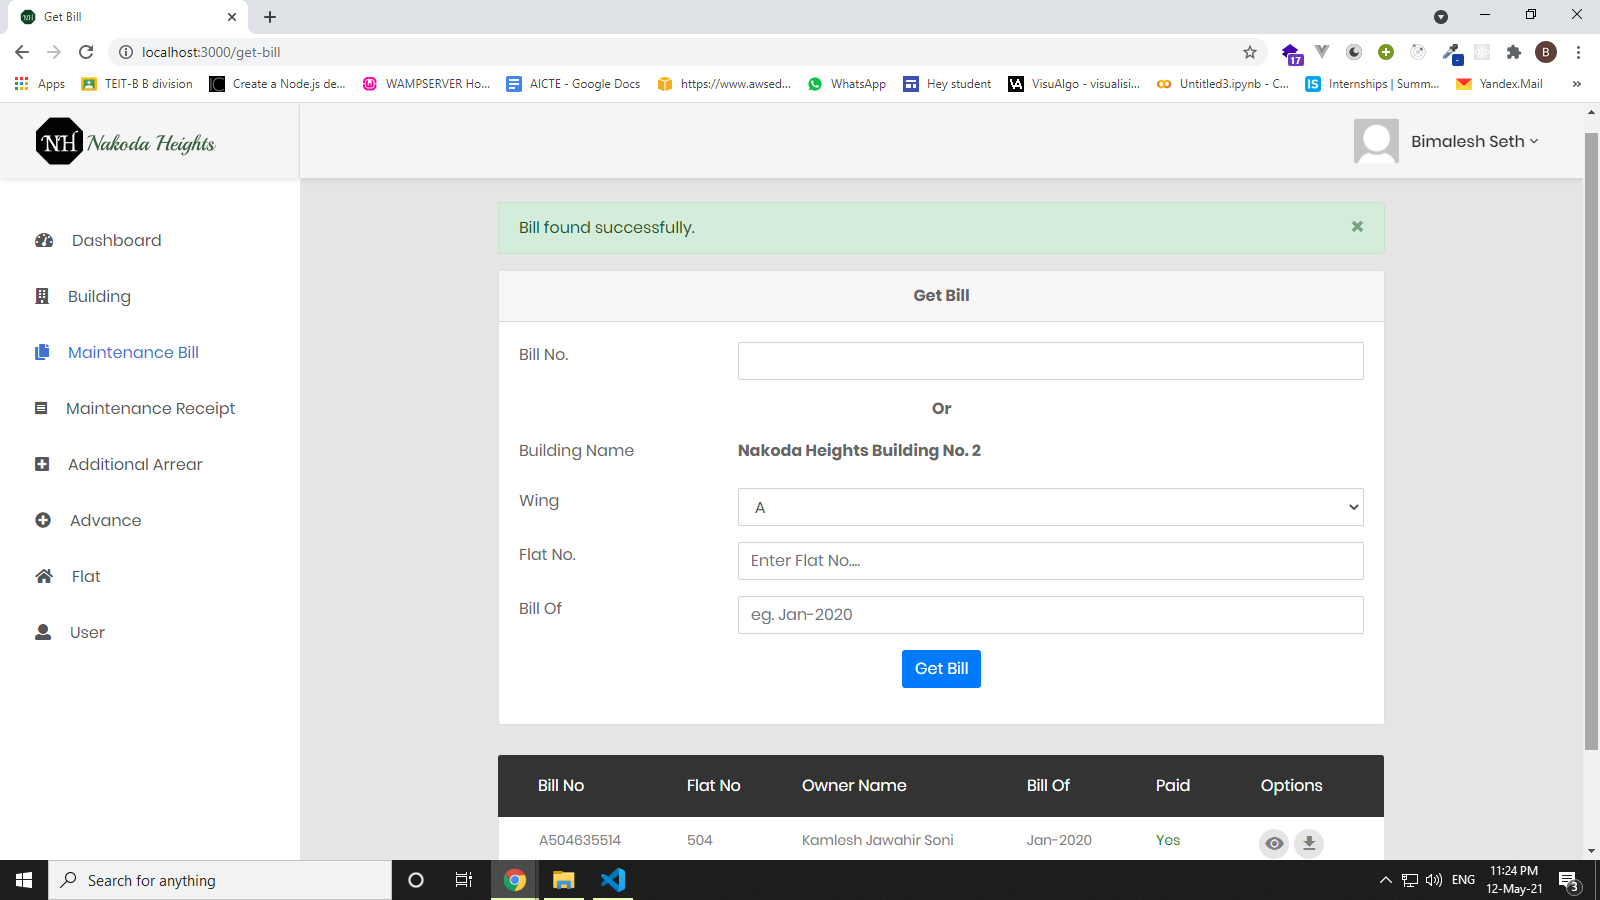 Get Bill
localhost:3000/get-bill
17
B
Apps
TEIT-B B division
Create a Node.js de...
WAMPSERVER Ho...
AICTE - Google Docs
https://www.awsed...
WhatsApp
Hey student
VisuAlgo - visualisi...
Untitled3.ipynb - C...
Internships | Summ...
Yandex.Mail
»
NH Nakoda Heights
Bimalesh Seth
Dashboard
Building
Maintenance Bill
Maintenance Receipt
Additional Arrear
Advance
Flat
User
Bill found successfully.
Get Bill
Bill No.
Or
Building Name Nakoda Heights Building No. 2
Wing A
Flat No. Enter Flat No....
Bill Of eg. Jan-2020
Get Bill
Bill No Flat No Owner Name Bill Of Paid Options
A504635514 504 Kamlesh Jawahir Soni Jan-2020 Yes
Search for anything
ENG
11:24 PM
12-May-21
3